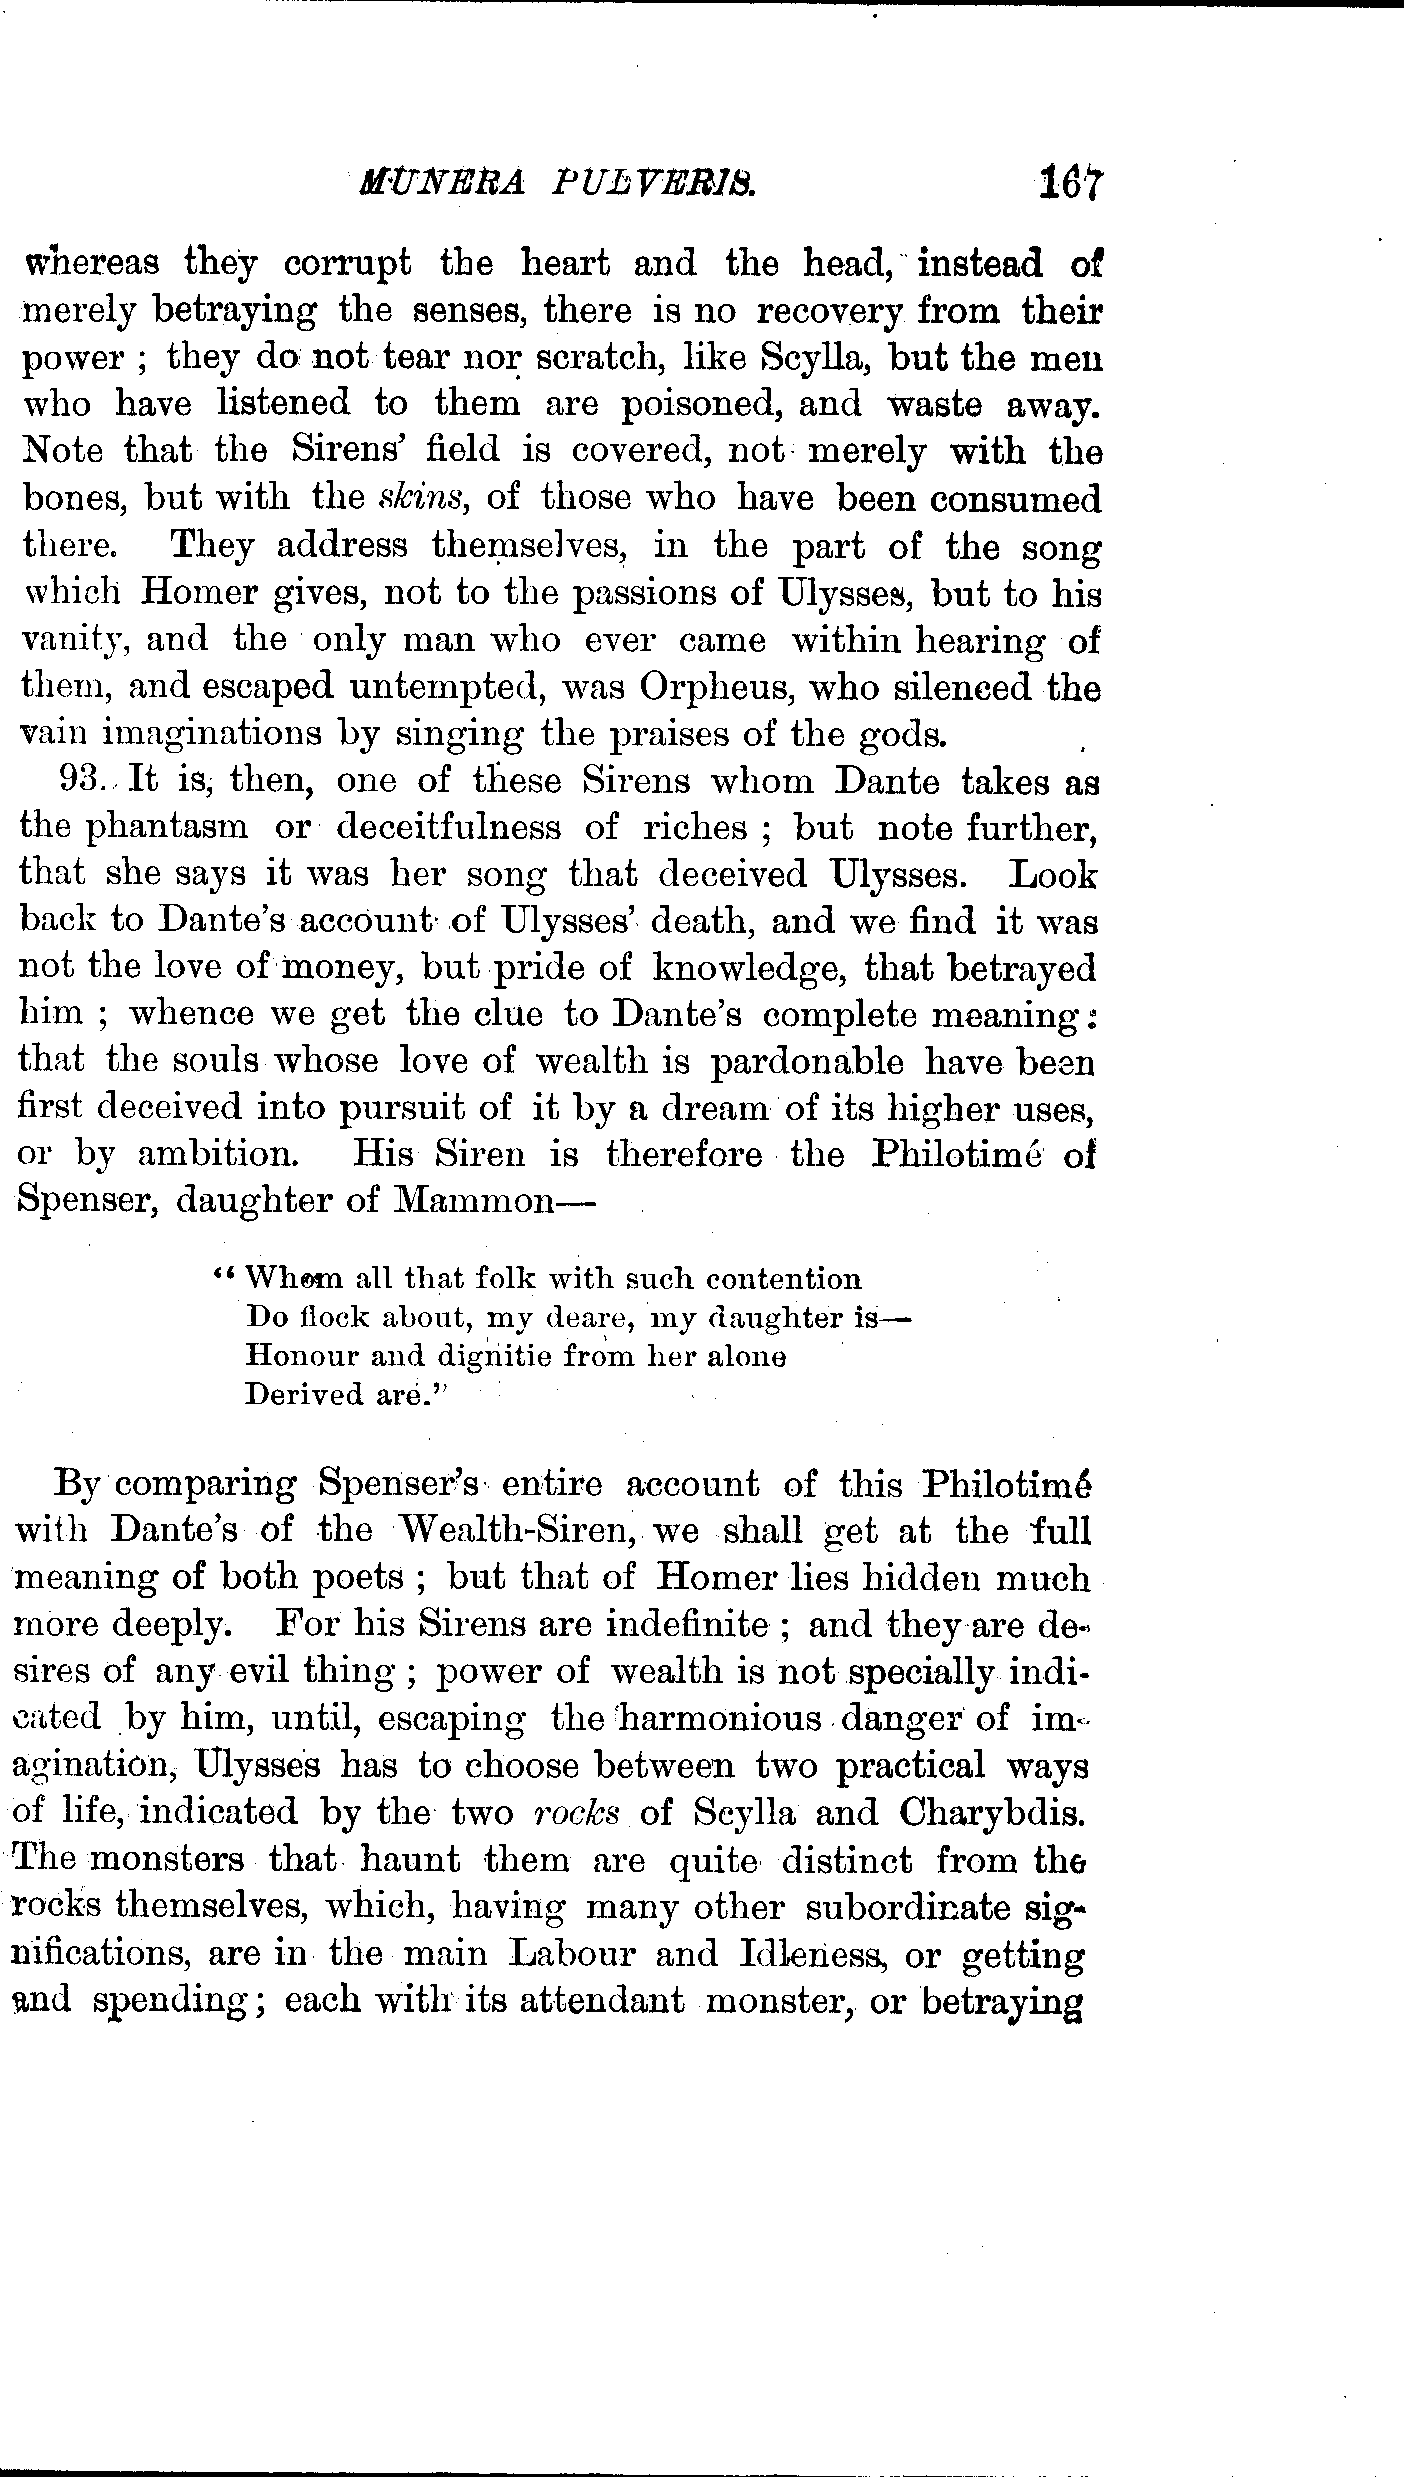 MUNERA PULVERIS. 167
whereas they corrupt the heart and the head, instead of
merely betraying the senses, there is no recovery from their
power ; they do not tear nor scratch, like Scylla, but the men
who have listened to them are poisoned, and waste away.
Note that the Sirens' field is covered, not merely with the
bones, but with the skins, of those who have been consumed
there. They address themselves, in the part of the song
which Homer gives, not to the passions of Ulysses, but to his
vanity, and the only man who ever came within hearing of
them, and escaped untempted, was Orpheus, who silenced the
vain imaginations by singing the praises of the gods.
93. It is, then, one of these Sirens whom Dante takes as
the phantasm or deceitfulness of riches ; but note further,
that she says it was her song that deceived Ulysses. Look
back to Dante's account of Ulysses' death, and we find it was
not the love of money, but pride of knowledge, that betrayed
him ; whence we get the clue to Dante's complete meaning :
that the souls whose love of wealth is pardonable have been
first deceived into pursuit of it by a dream of its higher uses,
or by ambition. His Siren is therefore the Philotimé of
Spenser, daughter of Mammon—
“ Whom all that folk with such contention
Do flock about, my deare, my daughter is—
Honour and dignitie from her alone
Derived are.”
By comparing Spenser's entire account of this Philotimé
with Dante's of the Wealth-Siren, we shall get at the full
meaning of both poets ; but that of Homer lies hidden much
more deeply. For his Sirens are indefinite ; and they are de-
sires of any evil thing ; power of wealth is not specially indi-
cated by him, until, escaping the harmonious danger of im-
agination, Ulysses has to choose between two practical ways
of life, indicated by the two rocks of Scylla and Charybdis.
The monsters that haunt them are quite distinct from the
rocks themselves, which, having many other subordinate sig-
nifications, are in the main Labour and Idleness, or getting
and spending ; each with its attendant monster, or betraying